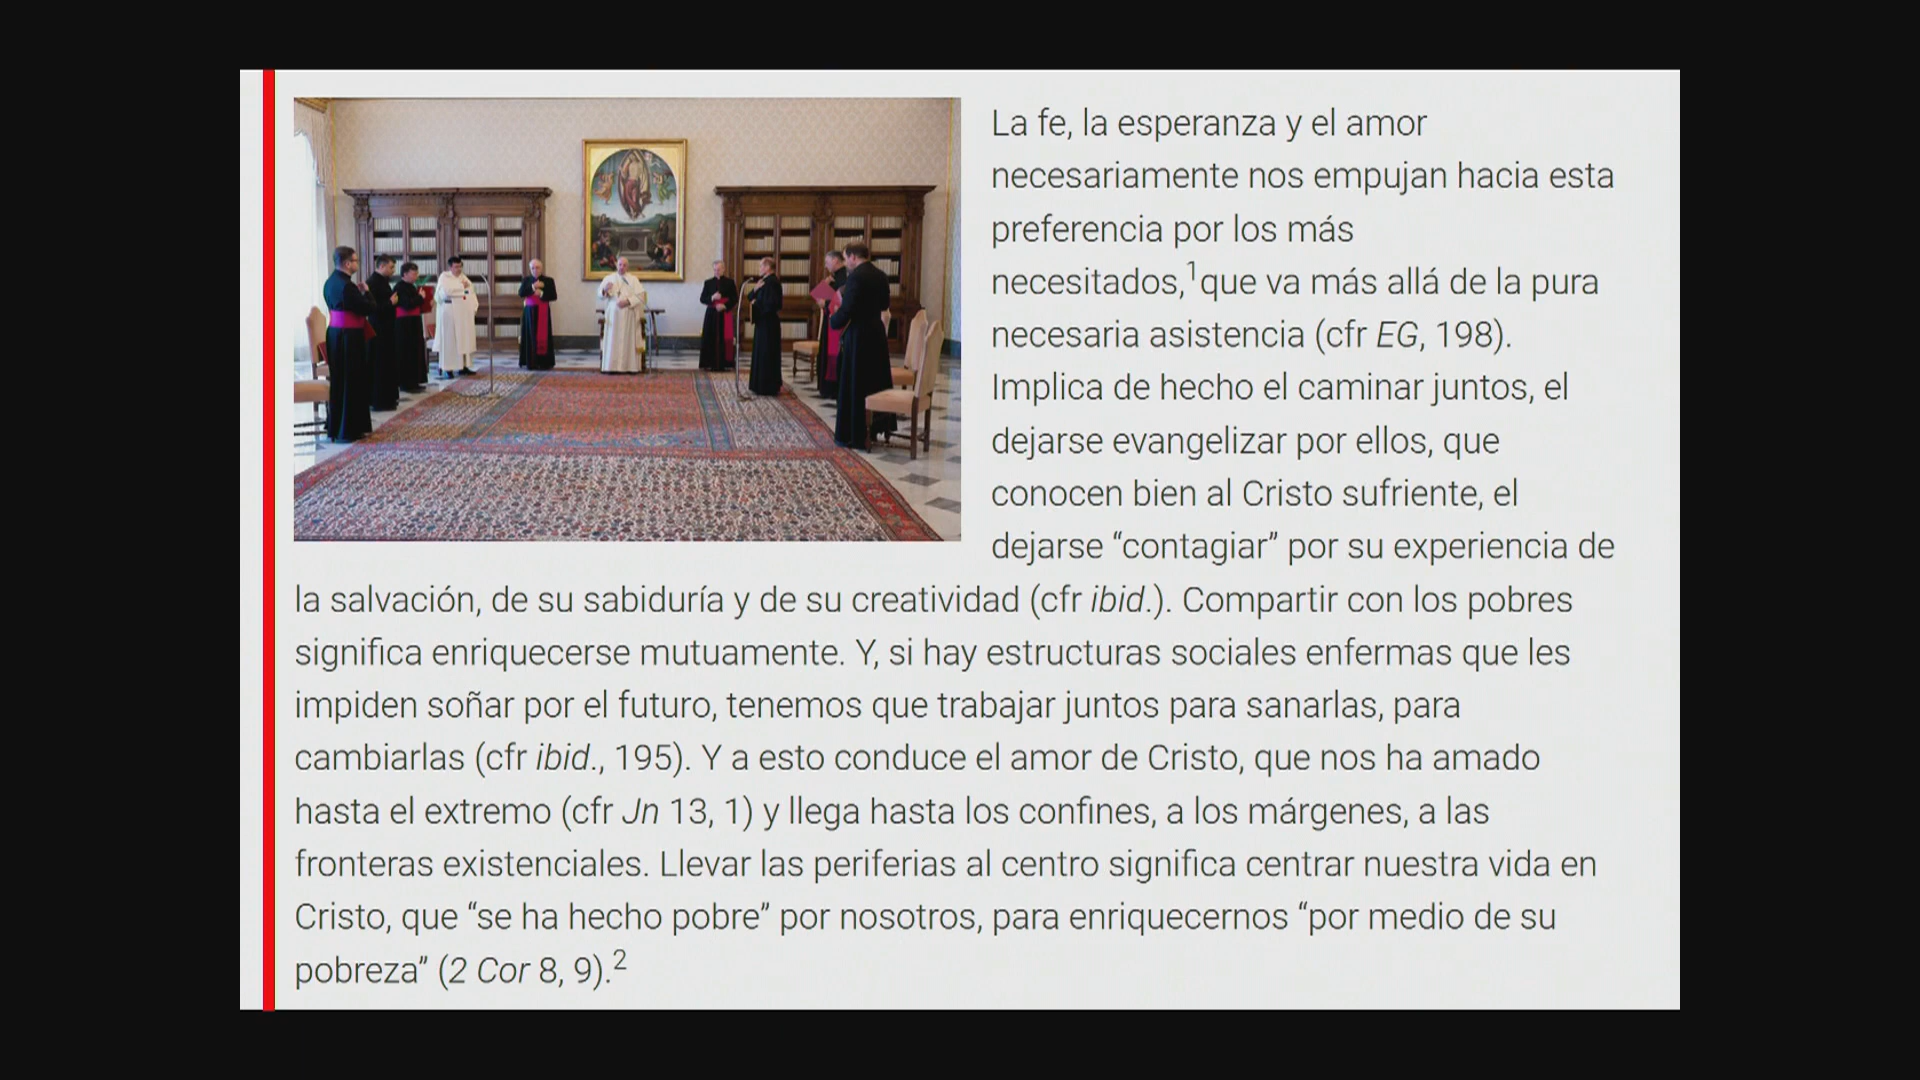 La fe, la esperanza y el amor
necesariamente nos empujan hacia esta
preferencia por los más
necesitados,1que va más allá de la pura
necesaria asistencia (cfr EG, 198).
Implica de hecho el caminar juntos, el
dejarse evangelizar por ellos, que
conocen bien al Cristo sufriente, el
dejarse “contagiar” por su experiencia de
la salvación, de su sabiduría y de su creatividad (cfr ibid.). Compartir con los pobres
significa enriquecerse mutuamente. Y, si hay estructuras sociales enfermas que les
impiden soñar por el futuro, tenemos que trabajar juntos para sanarlas, para
cambiarlas (cfr ibid., 195). Y a esto conduce el amor de Cristo, que nos ha amado
hasta el extremo (cfr Jn 13, 1) y llega hasta los confines, a los márgenes, a las
fronteras existenciales. Llevar las periferias al centro significa centrar nuestra vida en
Cristo, que “se ha hecho pobre” por nosotros, para enriquecernos “por medio de su
pobreza” (2 Cor 8, 9).2